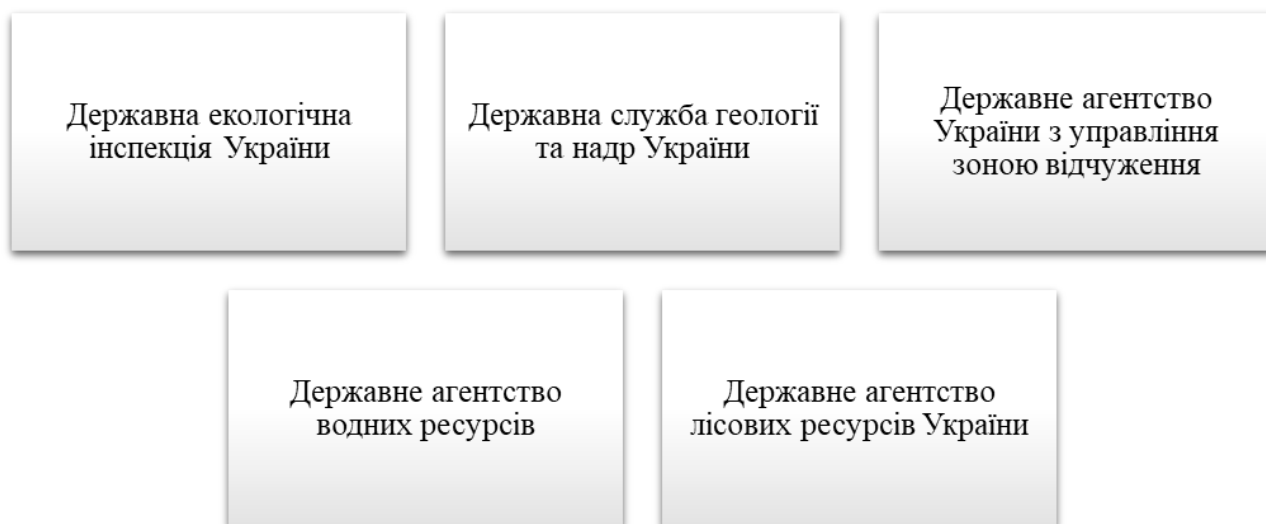 Державна екологічна
інспекція України
Державна служба геології
та надр України
Державне агентство
України з управління
зоною відчуження
Державне агентство
водних ресурсів
Державне агентство
лісових ресурсів України